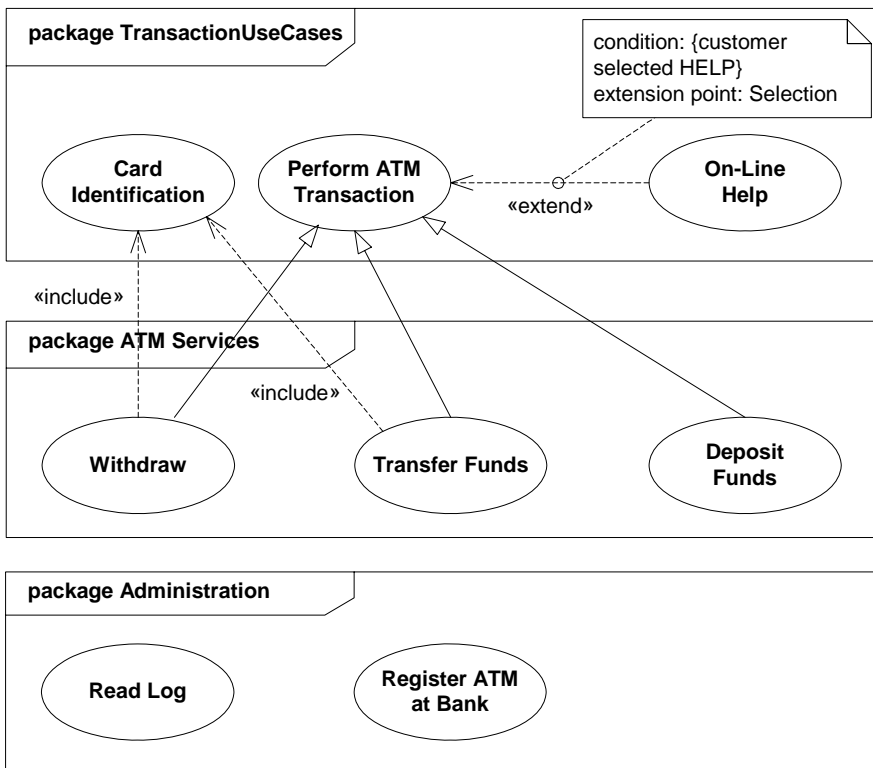 package TransactionUseCases
condition: {customer
selected HELP}
extension point: Selection
Card
Identification
Perform ATM
Transaction
On-Line
Help
«extend»
«include»
package ATM Services
«include»
Withdraw
Transfer Funds
Deposit
Funds
package Administration
Read Log
Register ATM
at Bank